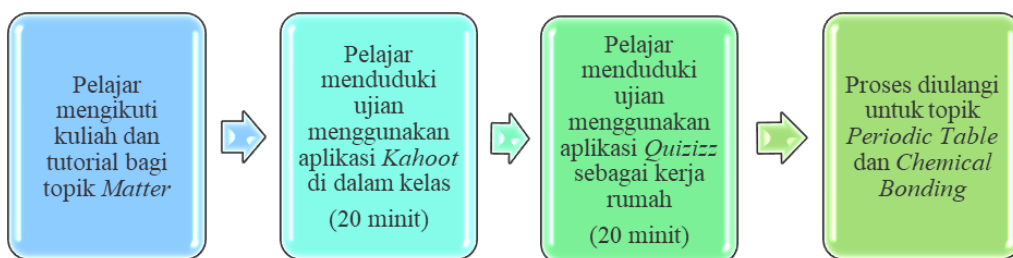 Pelajar
mengikuti
kuliah dan
tutorial bagi
topik Matter
Pelajar
menduduki
ujian
menggunakan
aplikasi Kahoot
di dalam kelas
(20 minit)
Pelajar
menduduki
ujian
menggunakan
aplikasi Quizizz
sebagai kerja
rumah
(20 minit)
Proses diulangi
untuk topik
Periodic Table
dan Chemical
Bonding